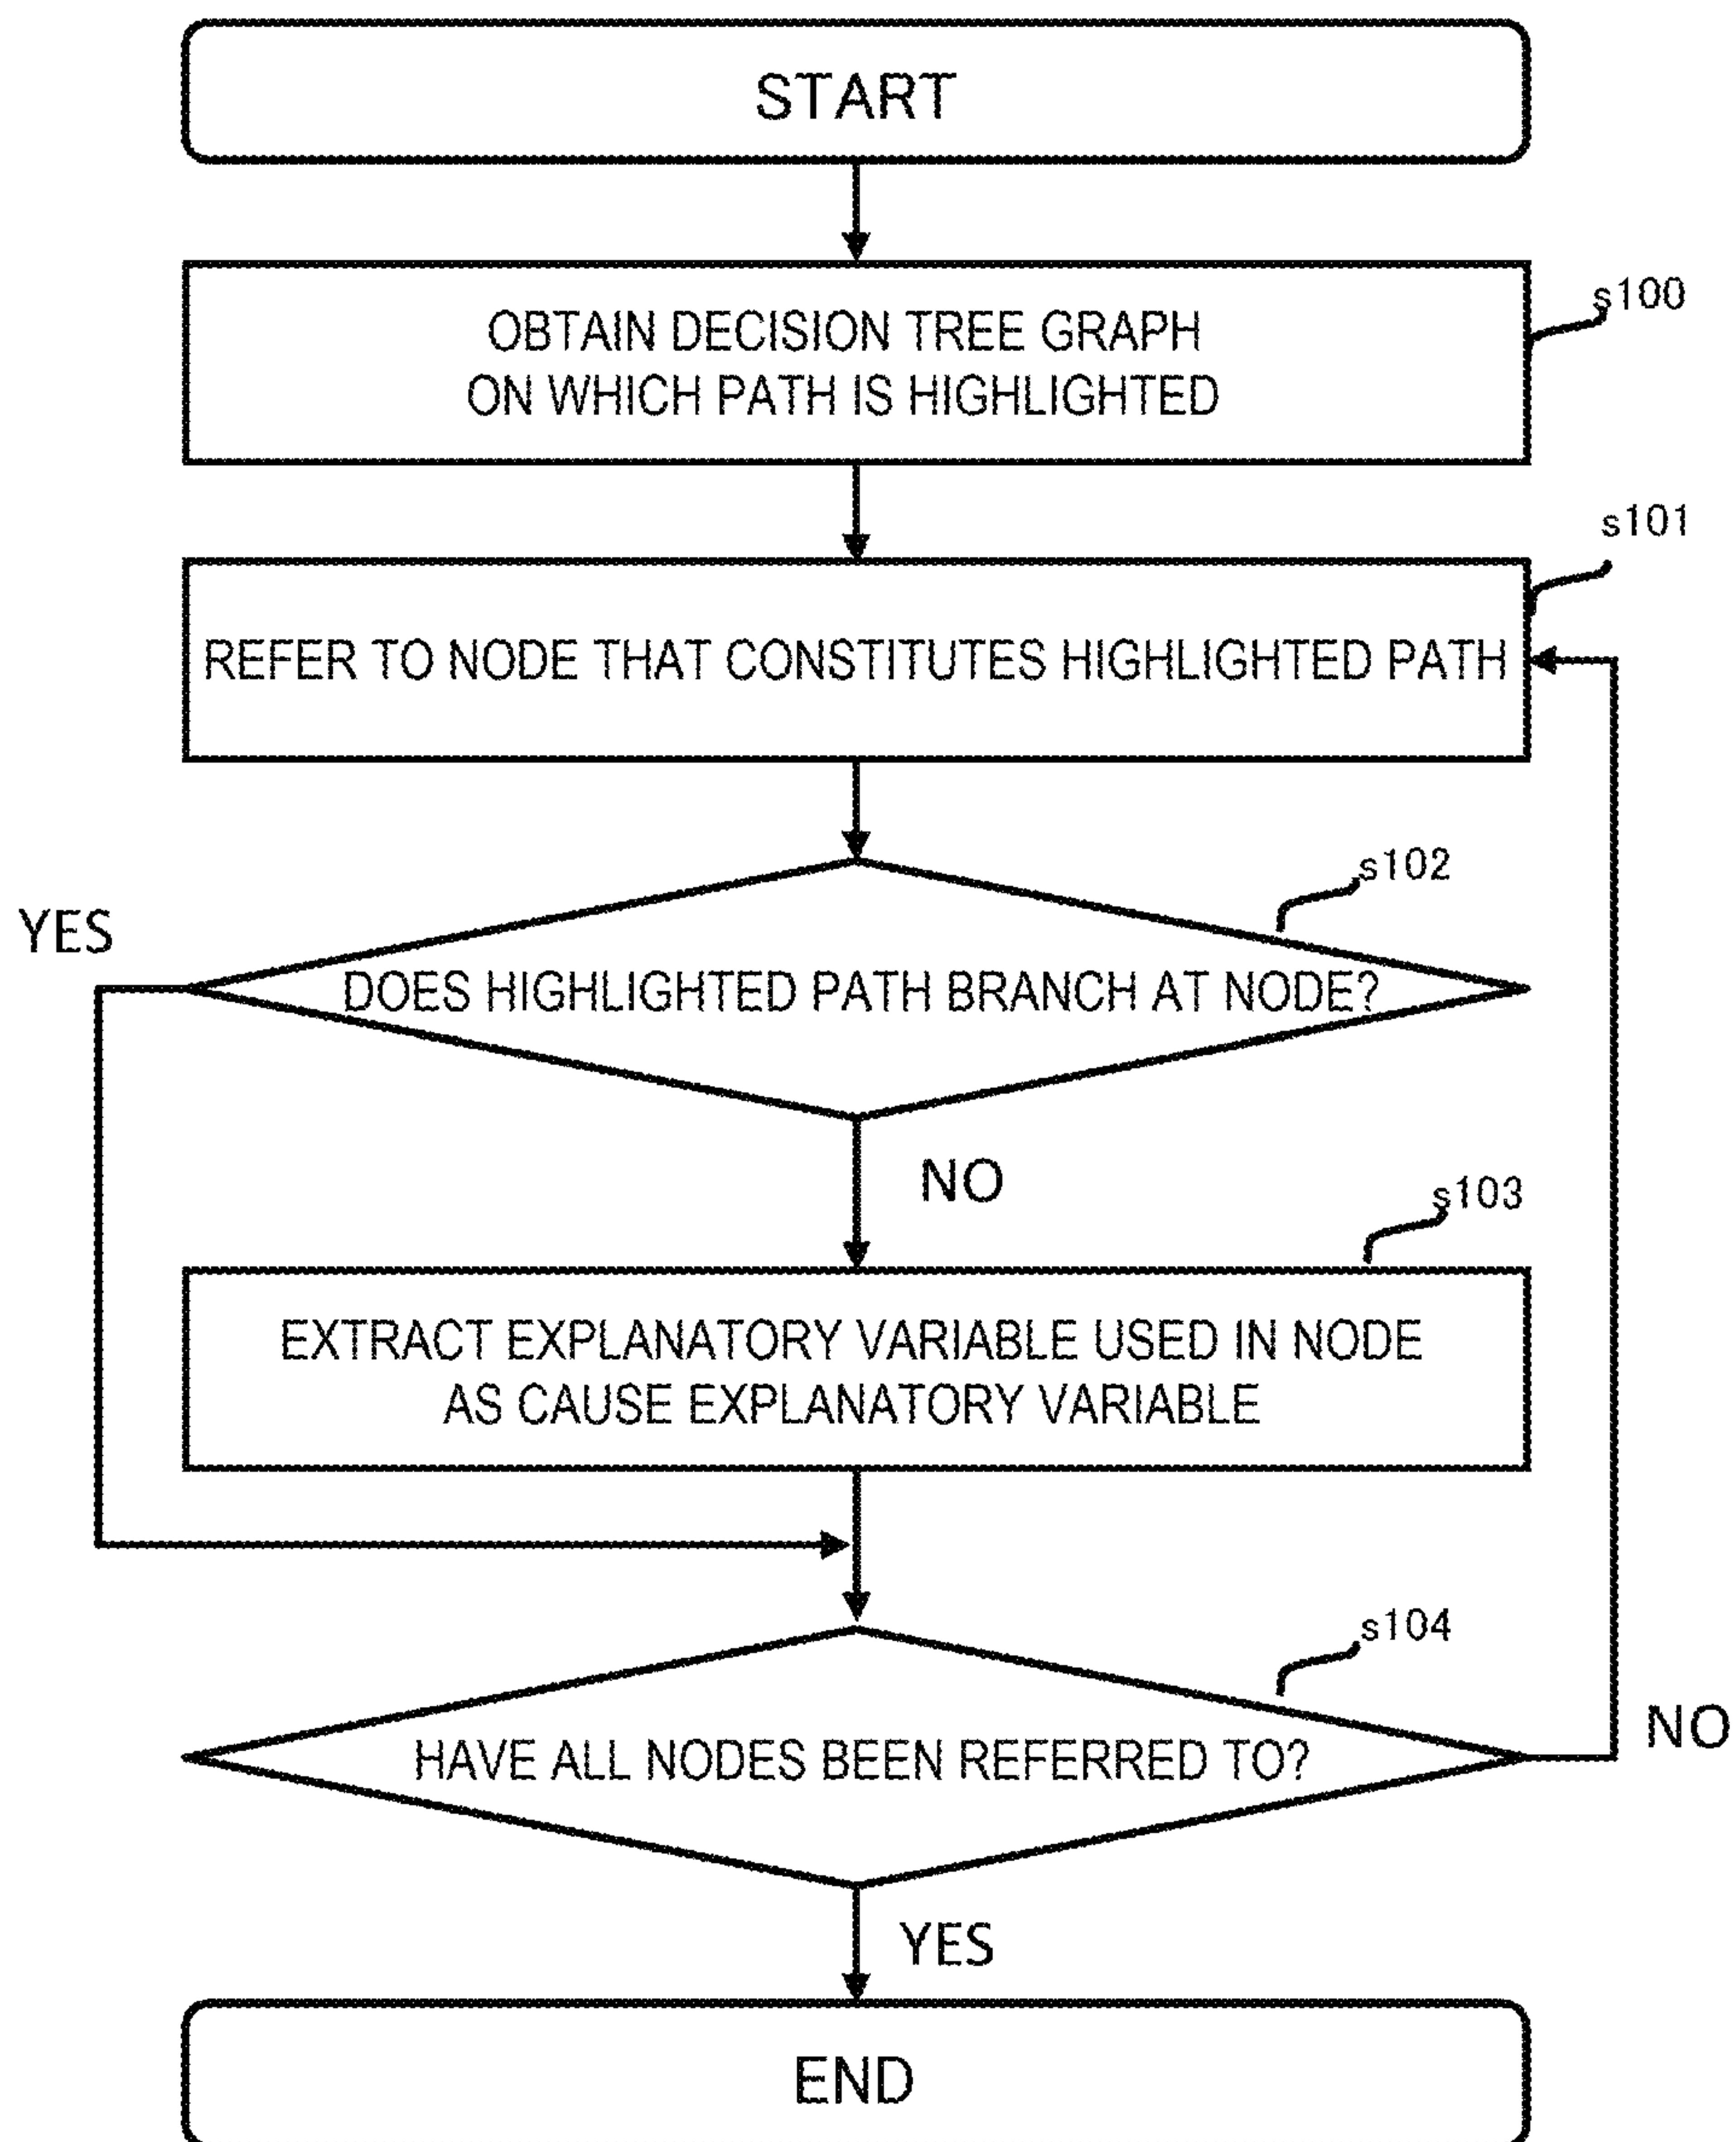 START
OBTAIN DECISION TREE GRAPH
ON WHICH PATH IS HIGHLIGHTED
s100
s101
REFER TO NODE THAT CONSTITUTES HIGHLIGHTED PATH
s102
YES
DOES HIGHLIGHTED PATH BRANCH AT NODE?
NO
s103
EXTRACT EXPLANATORY VARIABLE USED IN NODE
AS CAUSE EXPLANATORY VARIABLE
s104
NO
HAVE ALL NODES BEEN REFERRED TO?
YES
END